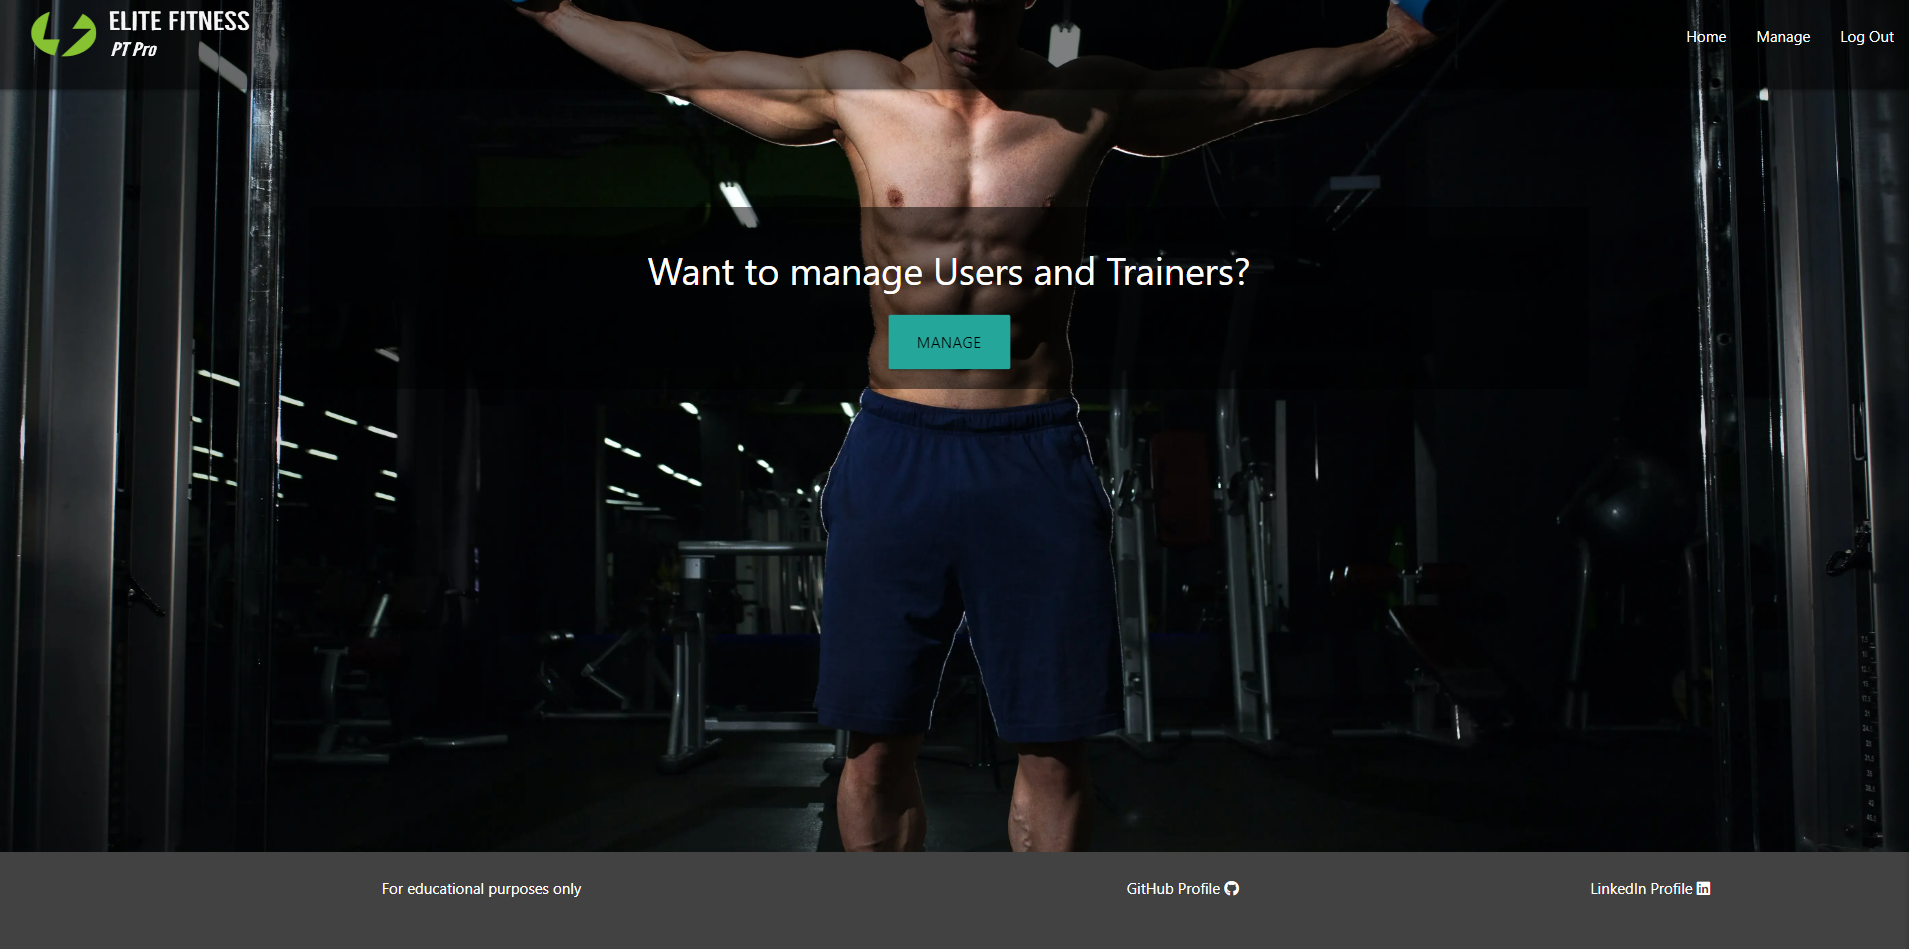 ELITE FITNESS
PT Pro
Home Manage Log Out
Want to manage Users and Trainers?
MANAGE
For educational purposes only
GitHub Profile
LinkedIn Profile